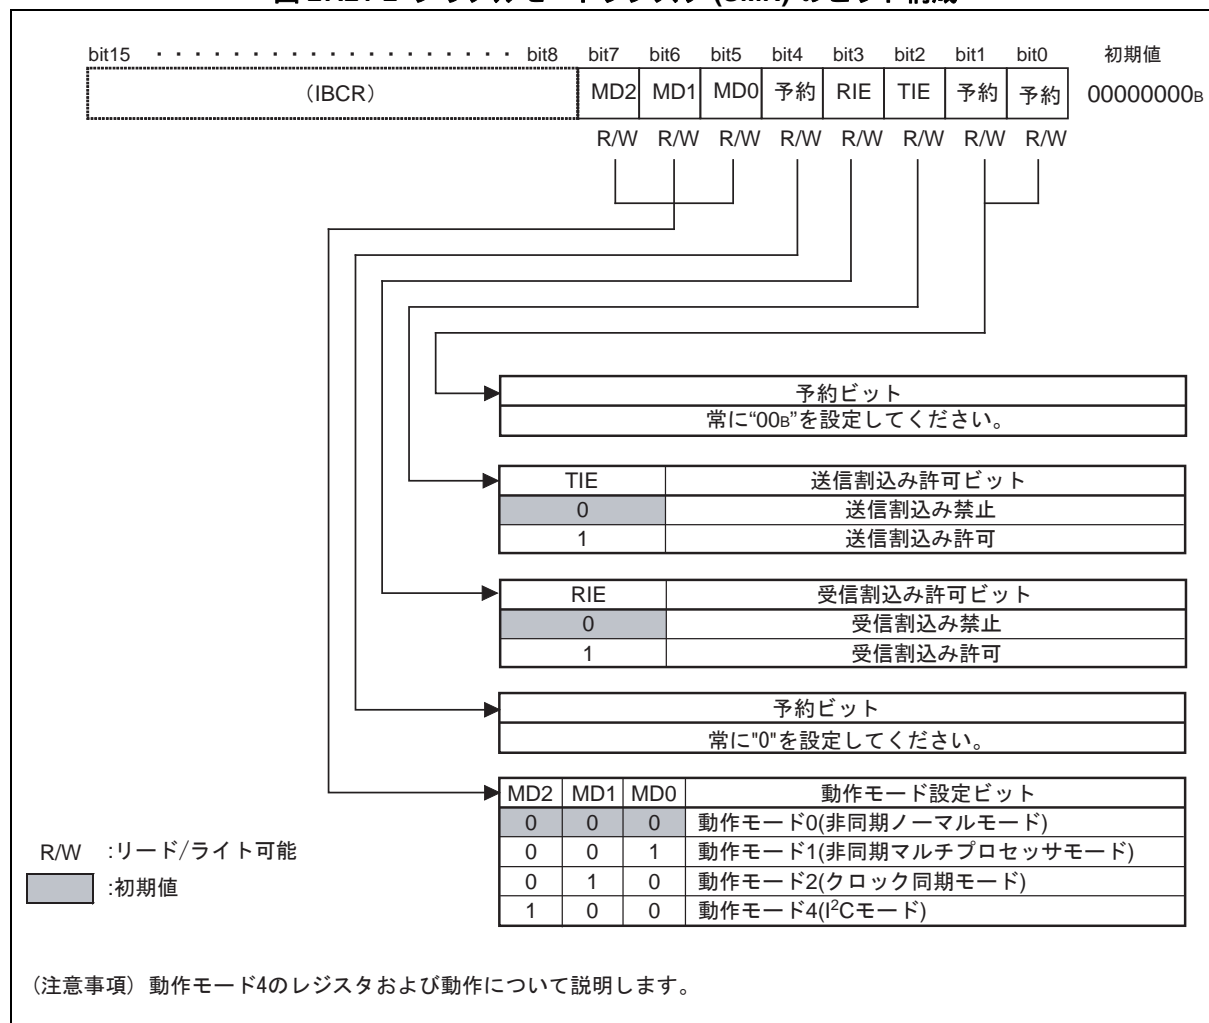 bit15 ・・・・・・・・・・・・・・・・・・・ bit8 bit7 bit6 bit5 bit4 bit3 bit2 bit1 bit0 初期値
(IBCR) MD2 MD1 MD0 予約 RIE TIE 予約 予約 00000000B
R/W R/W R/W R/W R/W R/W R/W R/W
予約ビット
常に“00B”を設定してください。
TIE 送信割込み許可ビット
0 送信割込み禁止
1 送信割込み許可
RIE 受信割込み許可ビット
0 受信割込み禁止
1 受信割込み許可
予約ビット
常に"0"を設定してください。
MD2 MD1 MD0 動作モード設定ビット
0 0 0 動作モード0(非同期ノーマルモード)
0 0 1 動作モード1(非同期マルチプロセッサモード)
0 1 0 動作モード2(クロック同期モード)
1 0 0 動作モード4(I²Cモード)
R/W :リード/ライト可能
:初期値
(注意事項) 動作モード4のレジスタおよび動作について説明します。